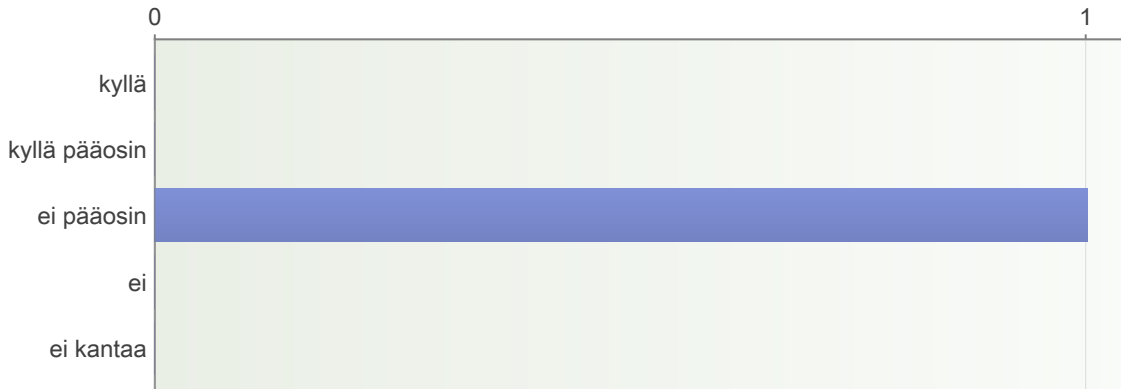 0 1
kyllä
kyllä pääosin
ei pääosin
ei
ei kantaa